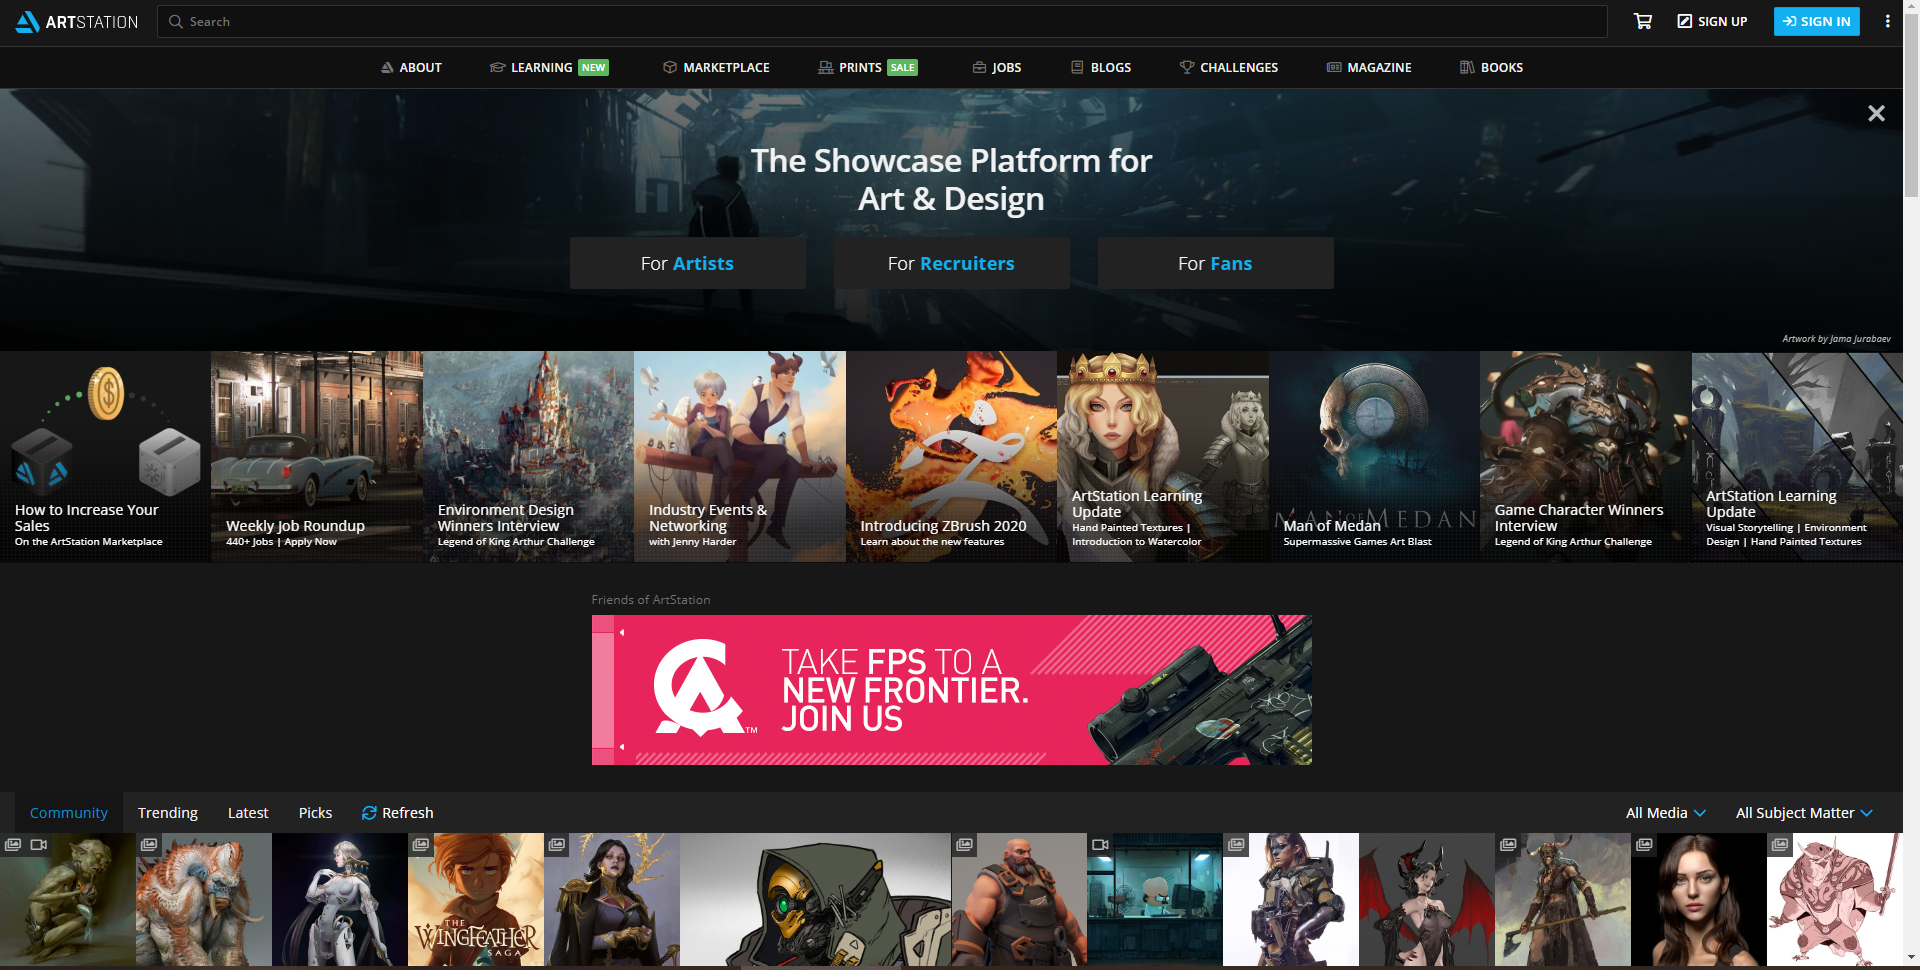 ARTSTATION
Search
SIGN UP
SIGN IN
ABOUT
LEARNING NEW
MARKETPLACE
PRINTS SALE
JOBS
BLOGS
CHALLENGES
MAGAZINE
BOOKS
The Showcase Platform for
Art & Design
For Artists
For Recruiters
For Fans
Artwork by Jama Jurabaev
How to Increase Your
Sales
On the ArtStation Marketplace
Weekly Job Roundup
440+ Jobs | Apply Now
Environment Design
Winners Interview
Legend of King Arthur Challenge
Industry Events &
Networking
with Jenny Harder
Introducing ZBrush 2020
Learn about the new features
ArtStation Learning
Update
Hand Painted Textures |
Introduction to Watercolor
MAN OF MEDAN
Man of Medan
Supermassive Games Art Blast
Game Character Winners
Interview
Legend of King Arthur Challenge
ArtStation Learning
Update
Visual Storytelling | Environment
Design | Hand Painted Textures
Friends of ArtStation
CA TM
TAKE FPS TO A
NEW FRONTIER.
JOIN US
Community
Trending
Latest
Picks
Refresh
All Media
All Subject Matter
THE
WINGFEATHER
SAGA